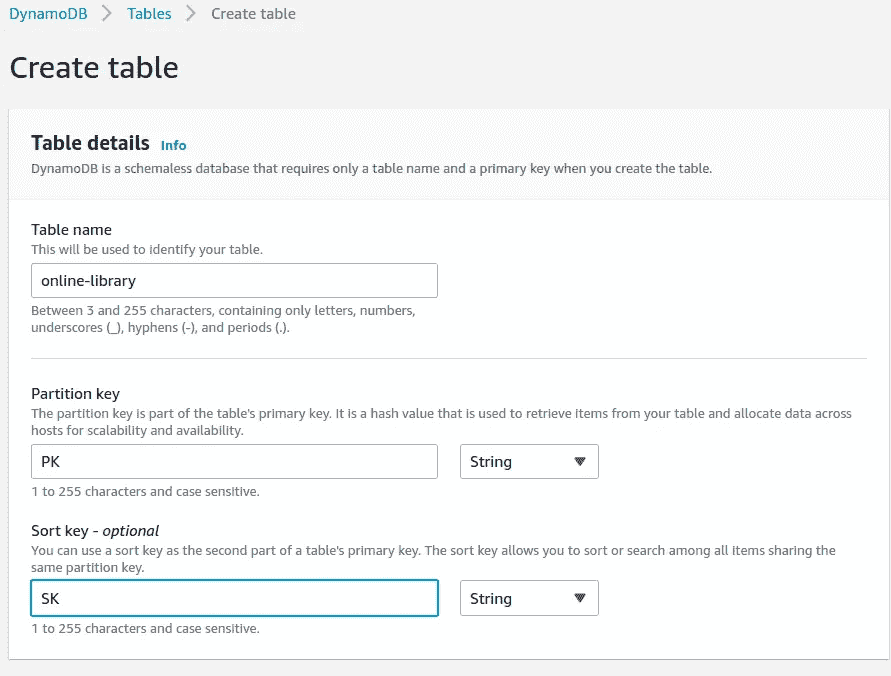 DynamoDB > Tables > Create table
Create table
Table details Info
DynamoDB is a schemaless database that requires only a table name and a primary key when you create the table.
Table name
This will be used to identify your table.
online-library
Between 3 and 255 characters, containing only letters, numbers,
underscores (_), hyphens (-), and periods (.).
Partition key
The partition key is part of the table's primary key. It is a hash value that is used to retrieve items from your table and allocate data across
hosts for scalability and availability.
PK String
1 to 255 characters and case sensitive.
Sort key - optional
You can use a sort key as the second part of a table's primary key. The sort key allows you to sort or search among all items sharing the
same partition key.
SK String
1 to 255 characters and case sensitive.